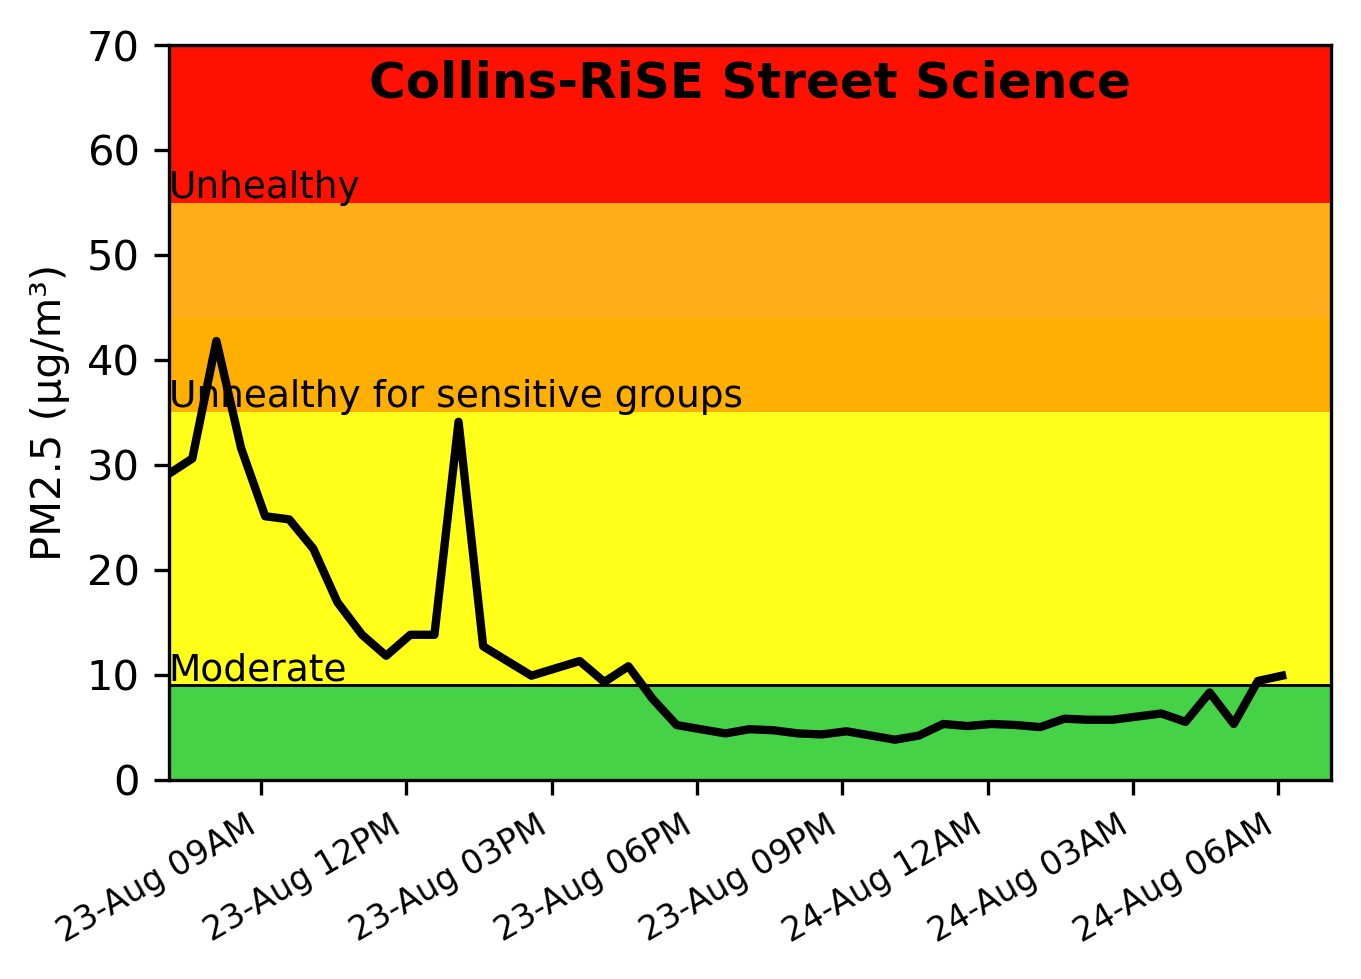 Collins-RiSE Street Science
70
60
50
40
30
20
10
0
PM2.5 (μg/m³)
Unhealthy
Unhealthy for sensitive groups
Moderate
23-Aug 09AM
23-Aug 12PM
23-Aug 03PM
23-Aug 06PM
23-Aug 09PM
24-Aug 12AM
24-Aug 03AM
24-Aug 06AM